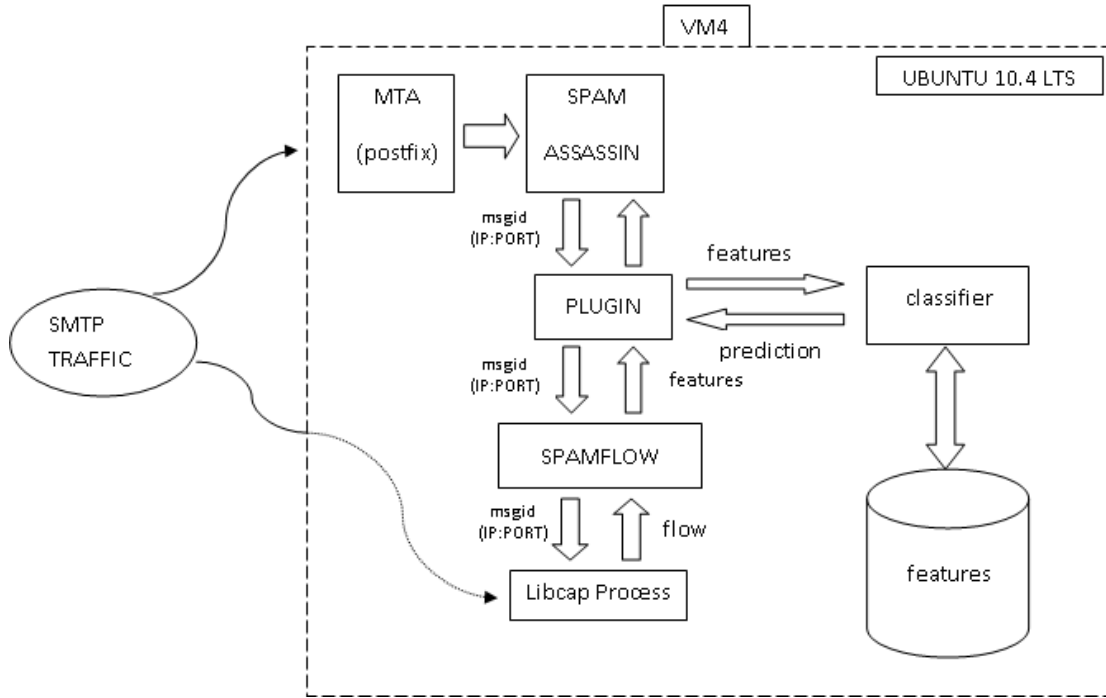 VM4
UBUNTU 10.4 LTS
MTA
(postfix)
SPAM
ASSASSIN
msgid
(IP:PORT)
features
PLUGIN
classifier
prediction
SMTP
TRAFFIC
msgid
(IP:PORT)
features
SPAMFLOW
msgid
(IP:PORT)
flow
features
Libcap Process